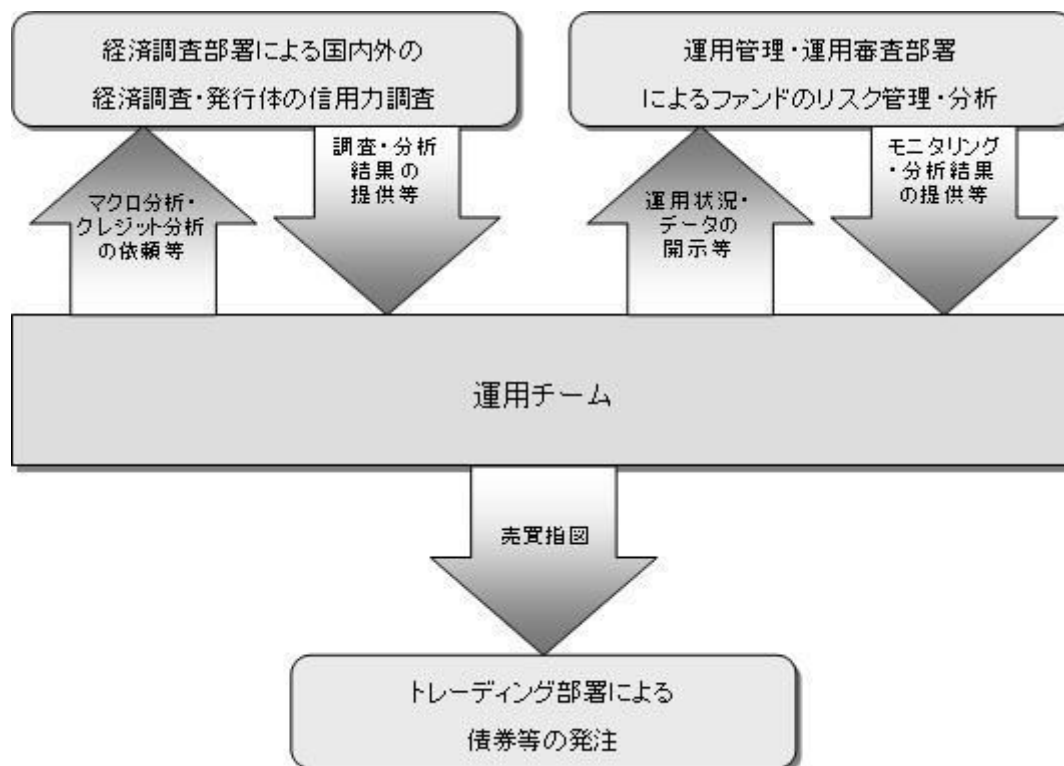 経済調査部署による国内外の
経済調査・発行体の信用力調査
運用管理・運用審査部署
によるファンドのリスク管理・分析
マクロ分析・
クレジット分析
の依頼等
調査・分析
結果の
提供等
運用状況・
データの
開示等
モニタリング
・分析結果
の提供等
運用チーム
売買指図
トレーディング部署による
債券等の発注